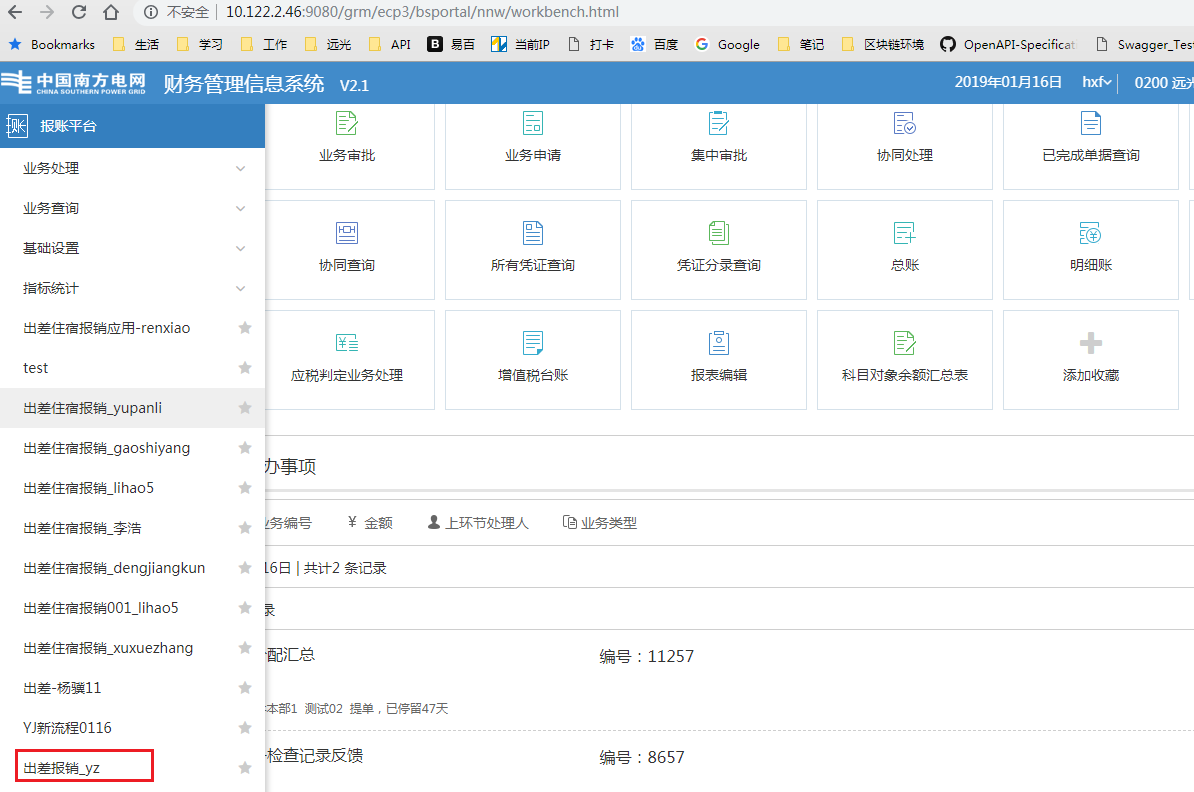 不安全 10.122.2.46:9080/grm/ecp3/bsportal/nnw/workbench.html
Bookmarks 生活 学习 工作 远光 API B 易百 当前IP 打卡 百度 Google 笔记 区块链环境 OpenAPI-Specificat Swagger_Test
中国南方电网 CHINA SOUTHERN POWER GRID 财务管理信息系统 V2.1 2019年01月16日 hxf 0200 远光
账 报账平台
业务处理
业务查询
基础设置
指标统计
出差住宿报销应用-renxiao
test
出差住宿报销_yupanli
出差住宿报销_gaoshiyang
出差住宿报销_lihao5
出差住宿报销_李浩
出差住宿报销_dengjiangkun
出差住宿报销001_lihao5
出差住宿报销_xuxuezhang
出差-杨骥11
YJ新流程0116
出差报销_yz
业务审批 业务申请 集中审批 协同处理 已完成单据查询
协同查询 所有凭证查询 凭证分录查询 总账 明细账
应税判定业务处理 增值税台账 报表编辑 科目对象余额汇总表 添加收藏
办事项
业务编号 ¥ 金额 上环节处理人 业务类型
16日 | 共计2 条记录
录
配汇总 编号：11257
本部1 测试02 提单，已停留47天
检查记录反馈 编号：8657